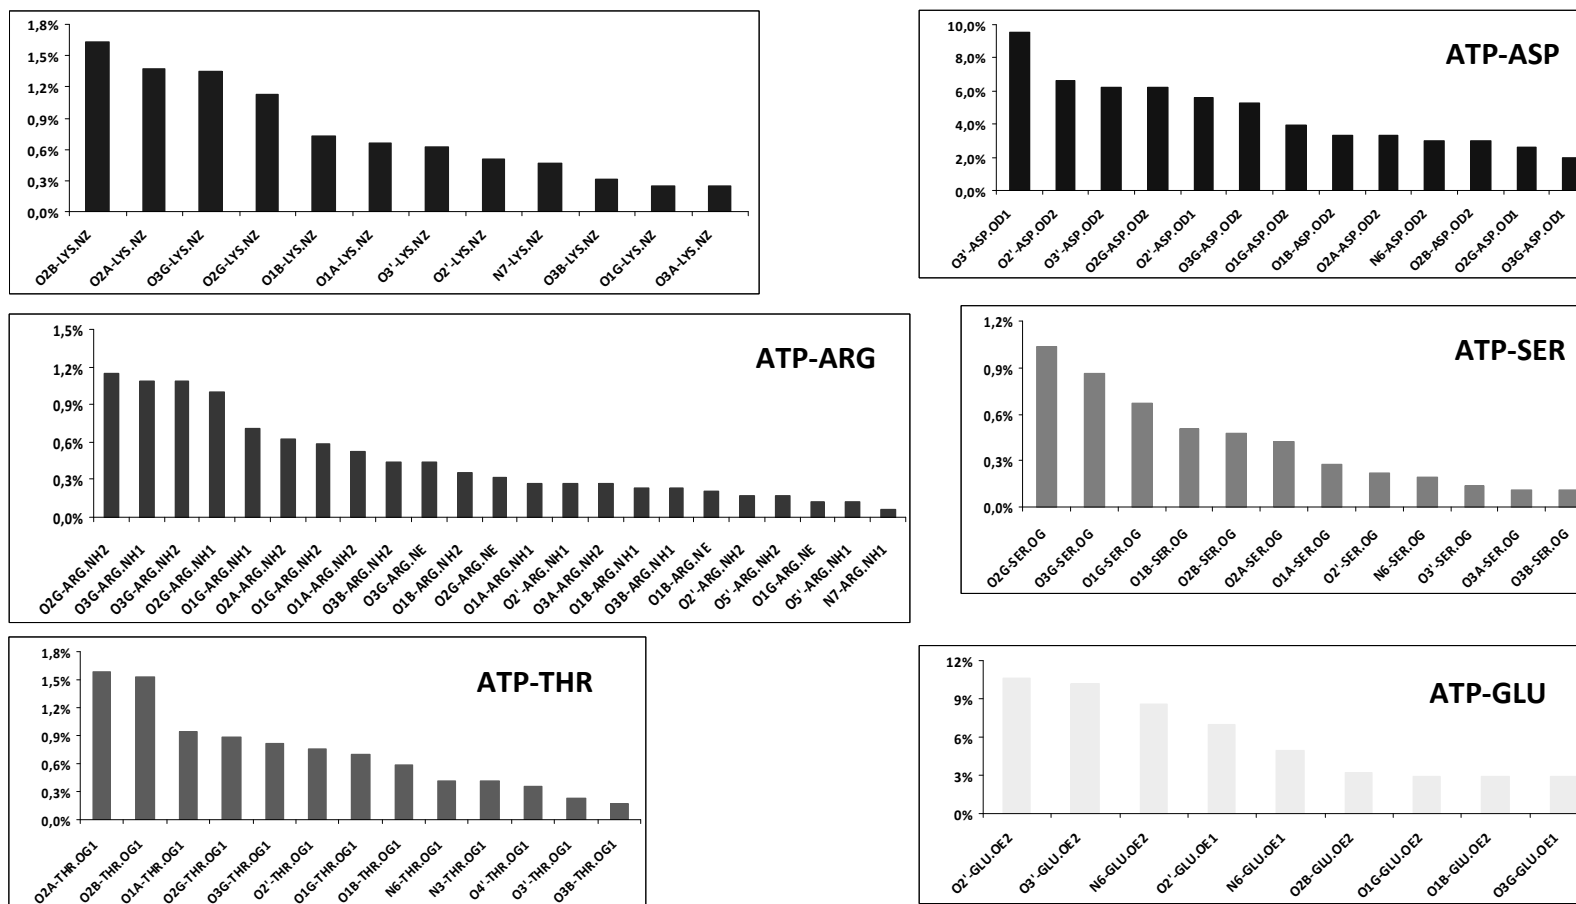 1,8%
1,5%
1,2%
0,9%
0,6%
0,3%
0,0%
O2B-LYS.NZ
O2A-LYS.NZ
O3G-LYS.NZ
O2G-LYS.NZ
O1B-LYS.NZ
O1A-LYS.NZ
O3'-LYS.NZ
O2'-LYS.NZ
N7-LYS.NZ
O3B-LYS.NZ
O1G-LYS.NZ
O3A-LYS.NZ
ATP-ASP
10,0%
8,0%
6,0%
4,0%
2,0%
0,0%
O3'-ASP.OD1
O2'-ASP.OD2
O3'-ASP.OD2
O2G-ASP.OD2
O2'-ASP.OD1
O3G-ASP.OD2
O1G-ASP.OD2
O1B-ASP.OD2
O2A-ASP.OD2
N6-ASP.OD2
O2B-ASP.OD2
O2G-ASP.OD1
O3G-ASP.OD1
ATP-ARG
1,5%
1,2%
0,9%
0,6%
0,3%
0,0%
O2G-ARG.NH2
O3G-ARG.NH1
O3G-ARG.NH2
O2G-ARG.NH1
O1G-ARG.NH1
O2A-ARG.NH2
O1G-ARG.NH2
O1A-ARG.NH2
O3B-ARG.NH2
O3G-ARG.NE
O1B-ARG.NH2
O2G-ARG.NE
O1A-ARG.NH1
O2'-ARG.NH1
O3A-ARG.NH2
O1B-ARG.NH1
O3B-ARG.NH1
O1B-ARG.NE
O2'-ARG.NH2
O5'-ARG.NH2
O1G-ARG.NE
O5'-ARG.NH1
N7-ARG.NH1
ATP-SER
1,2%
0,9%
0,6%
0,3%
0,0%
O2G-SER.OG
O3G-SER.OG
O1G-SER.OG
O1B-SER.OG
O2B-SER.OG
O2A-SER.OG
O1A-SER.OG
O2'-SER.OG
N6-SER.OG
O3'-SER.OG
O3A-SER.OG
O3B-SER.OG
ATP-THR
1,8%
1,5%
1,2%
0,9%
0,6%
0,3%
0,0%
O2A-THR.OG1
O2B-THR.OG1
O1A-THR.OG1
O2G-THR.OG1
O3G-THR.OG1
O2'-THR.OG1
O1G-THR.OG1
O1B-THR.OG1
N6-THR.OG1
N3-THR.OG1
O4'-THR.OG1
O3'-THR.OG1
O3B-THR.OG1
ATP-GLU
12%
9%
6%
3%
0%
O2'-GLU.OE2
O3'-GLU.OE2
N6-GLU.OE2
O2'-GLU.OE1
N6-GLU.OE1
O2B-GLU.OE2
O1G-GLU.OE2
O1B-GLU.OE2
O3G-GLU.OE1